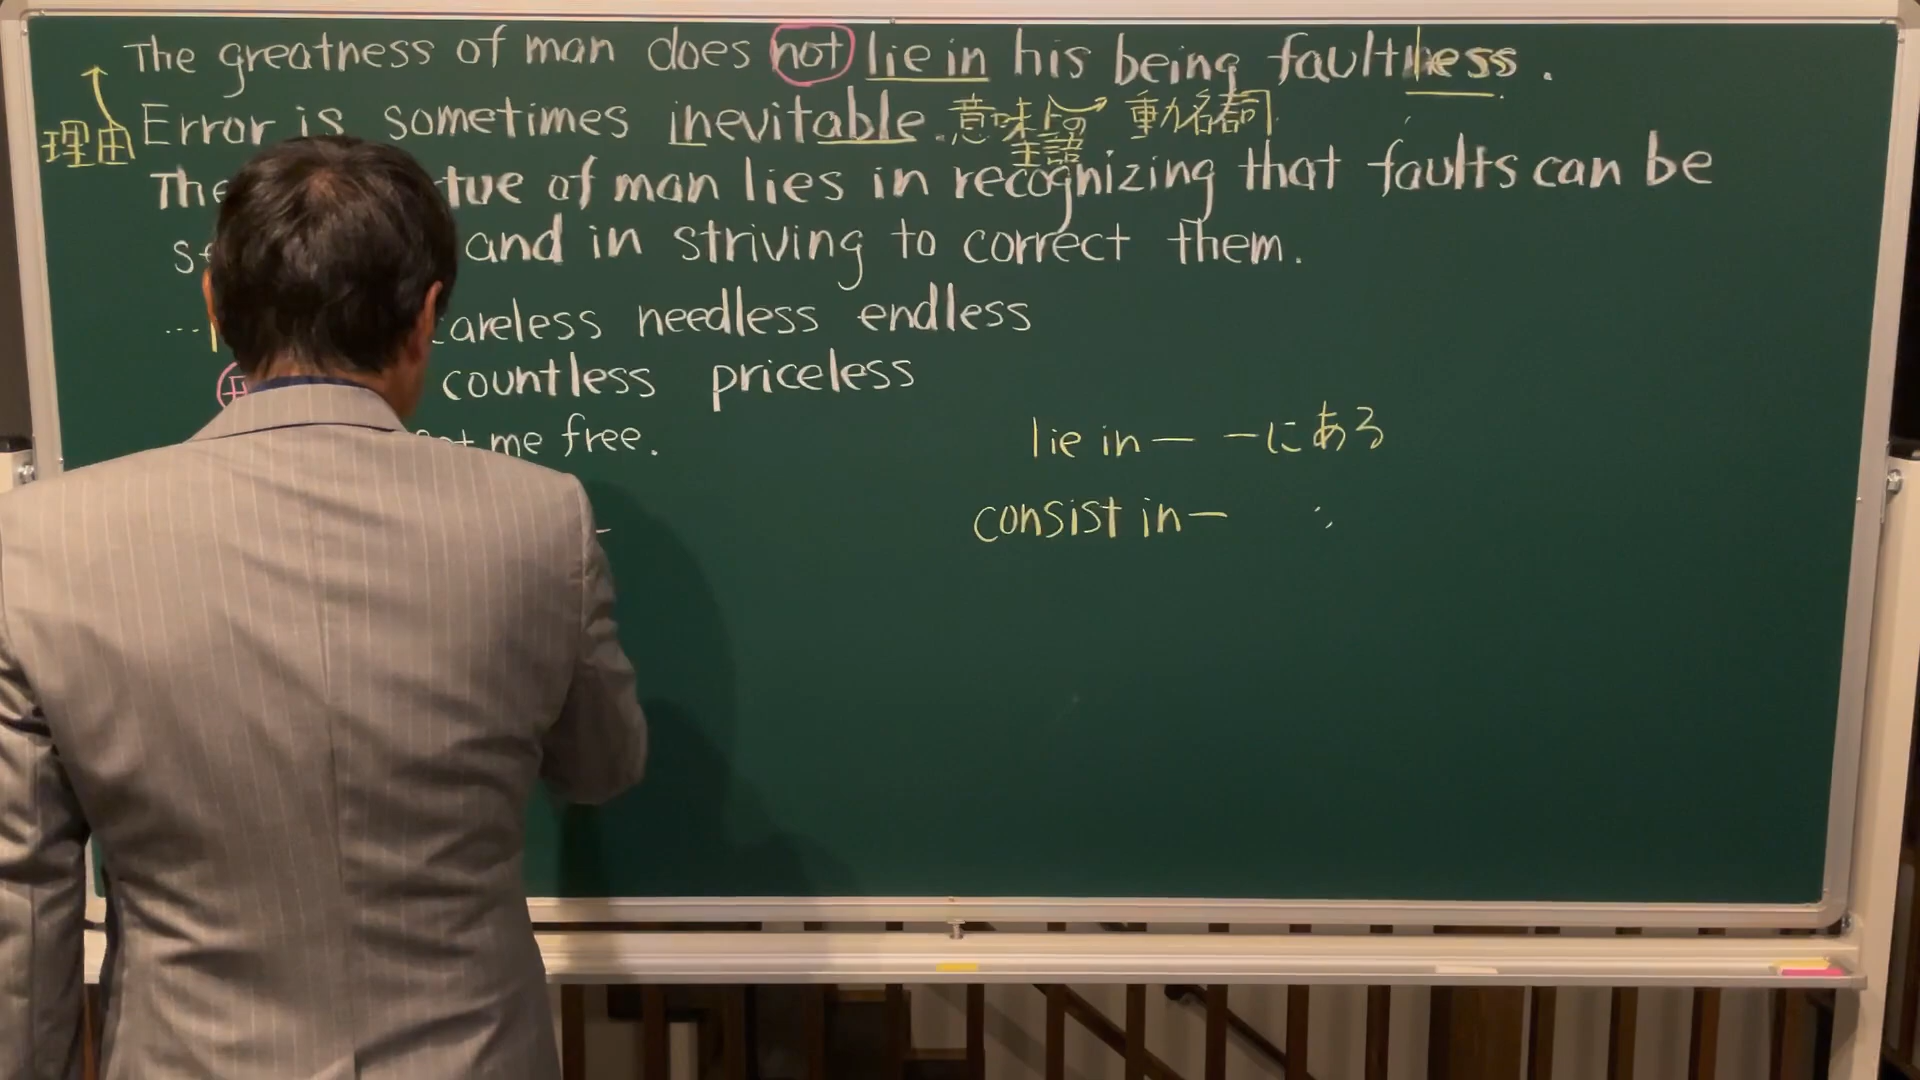 The greatness of man does not lie in his being faultless.
理由 Error is sometimes inevitable. 意味上の主語 動名詞
The of man lies in recognizing that faults can be
and in striving to correct them.
careless needless endless
countless priceless
me free.
lie in— —にある
consist in— 〃